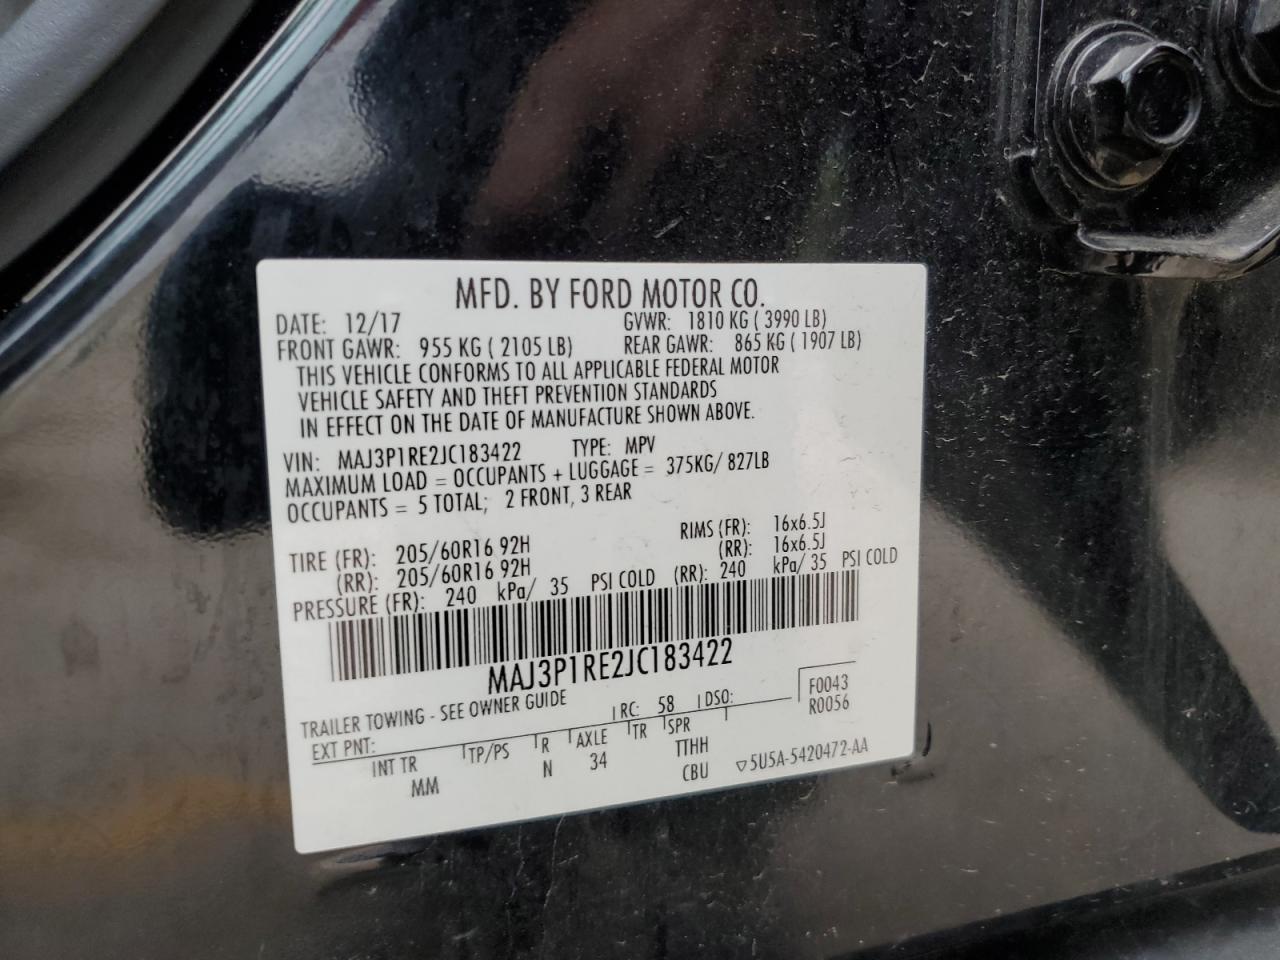 MFD. BY FORD MOTOR CO.
DATE: 12/17 GVWR: 1810 KG ( 3990 LB)
FRONT GAWR: 955 KG ( 2105 LB) REAR GAWR: 865 KG ( 1907 LB)
THIS VEHICLE CONFORMS TO ALL APPLICABLE FEDERAL MOTOR
VEHICLE SAFETY AND THEFT PREVENTION STANDARDS
IN EFFECT ON THE DATE OF MANUFACTURE SHOWN ABOVE.
VIN: MAJ3P1RE2JC183422 TYPE: MPV
MAXIMUM LOAD = OCCUPANTS + LUGGAGE = 375KG/ 827LB
OCCUPANTS = 5 TOTAL; 2 FRONT, 3 REAR
TIRE (FR): 205/60R16 92H RIMS (FR): 16x6.5J
(RR): 205/60R16 92H (RR): 16x6.5J
PRESSURE (FR): 240 kPa/ 35 PSI COLD (RR): 240 kPa/ 35 PSI COLD
MAJ3P1RE2JC183422
TRAILER TOWING - SEE OWNER GUIDE
EXT PNT: RC: 58 DSO: F0043
R0056
INT TR TP/PS R AXLE TR SPR
MM N 34 TTHH
CBU ▽5U5A-5420472-AA